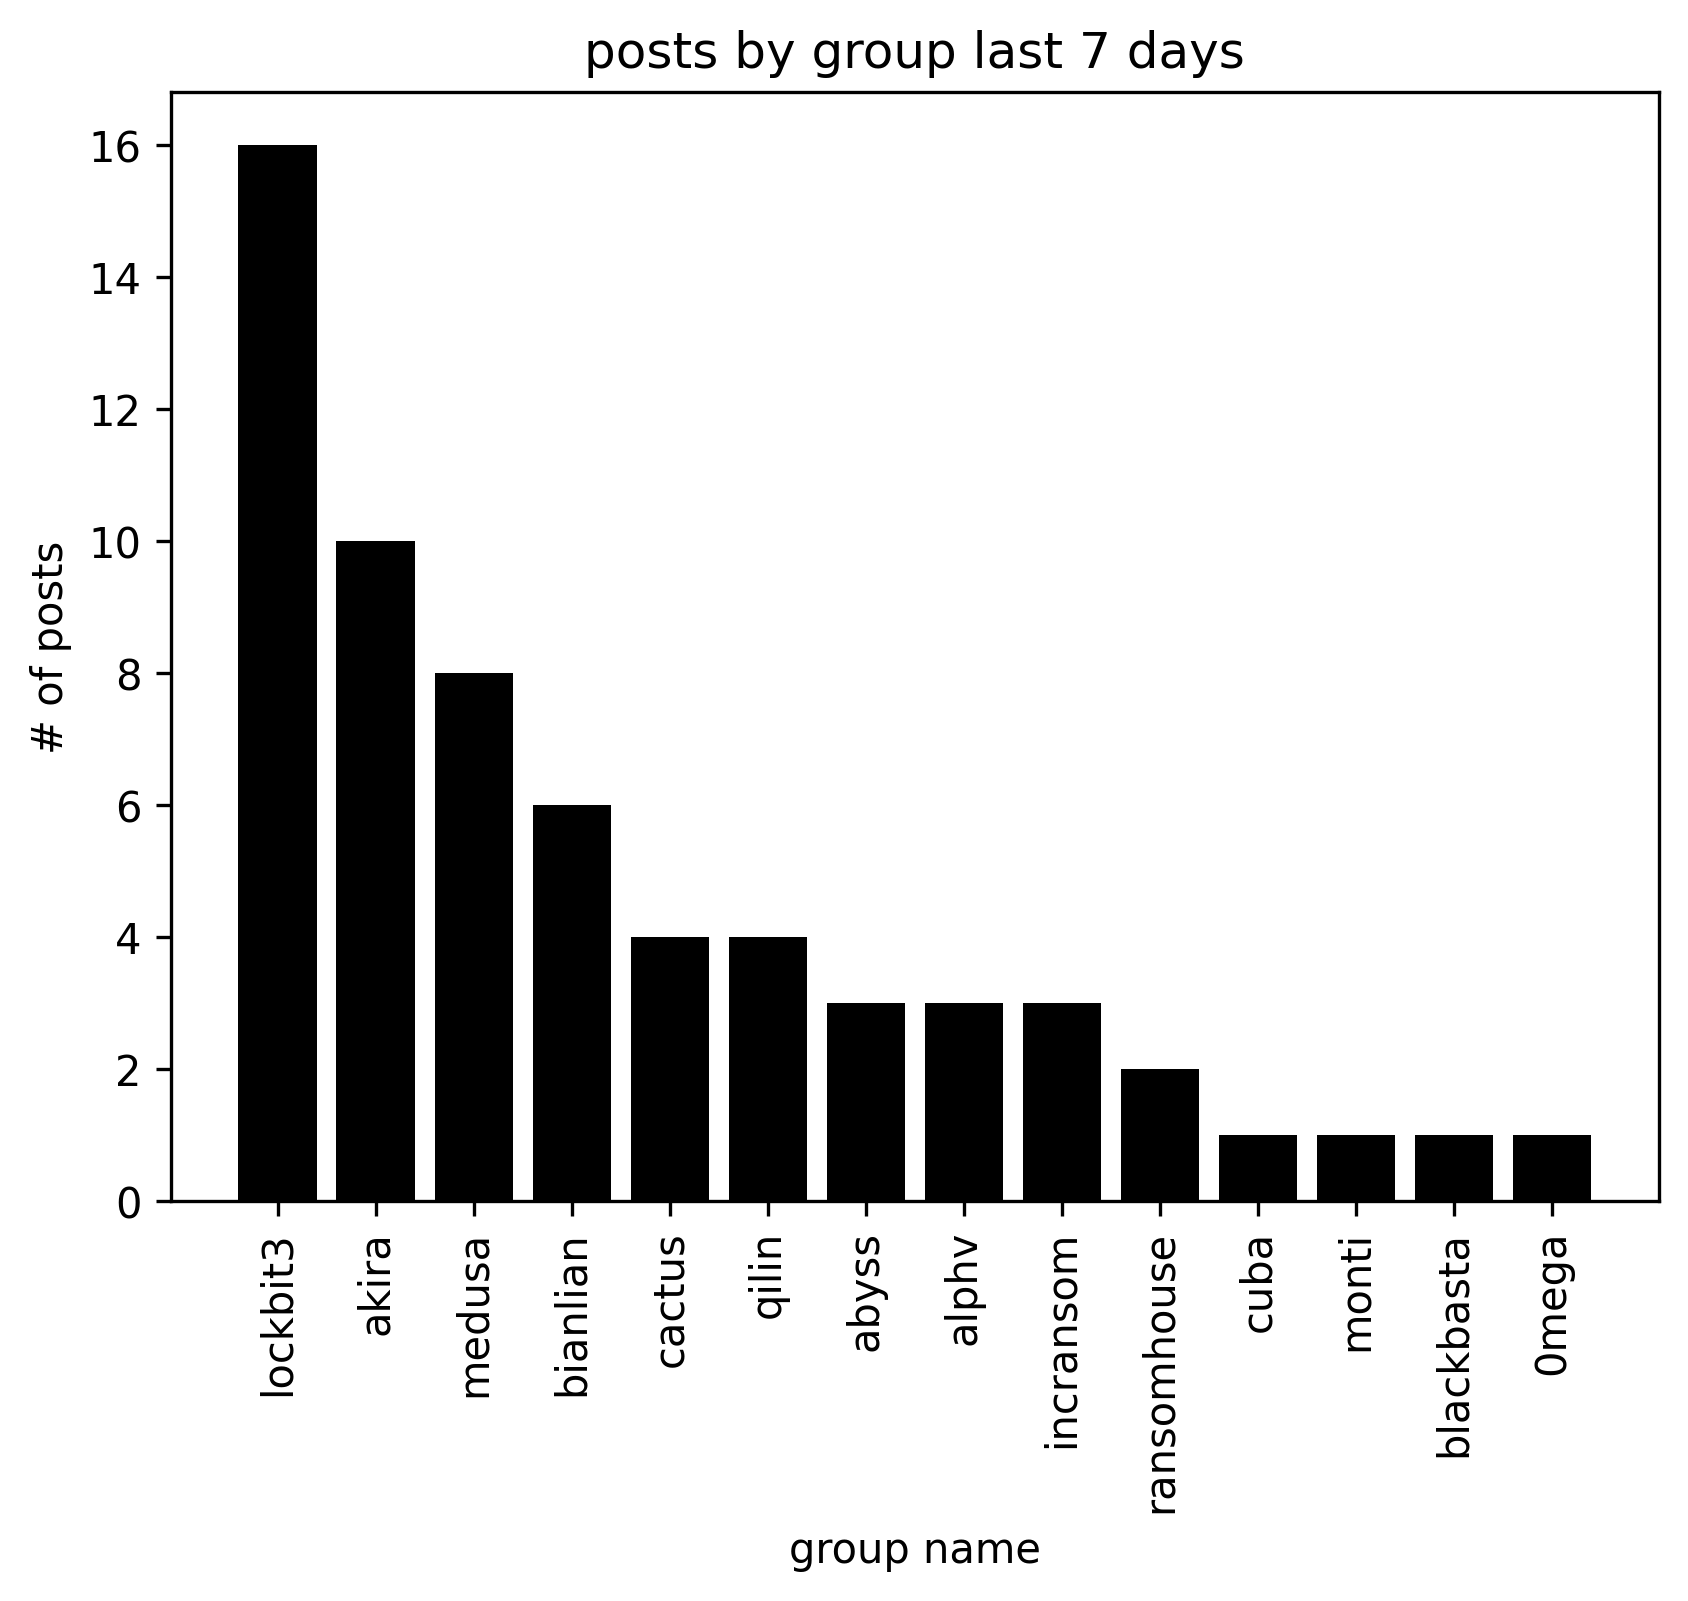 posts by group last 7 days
16
14
12
10
8
6
4
2
0
# of posts
lockbit3
akira
medusa
bianlian
cactus
qilin
abyss
alphv
incransom
ransomhouse
cuba
monti
blackbasta
0mega
group name